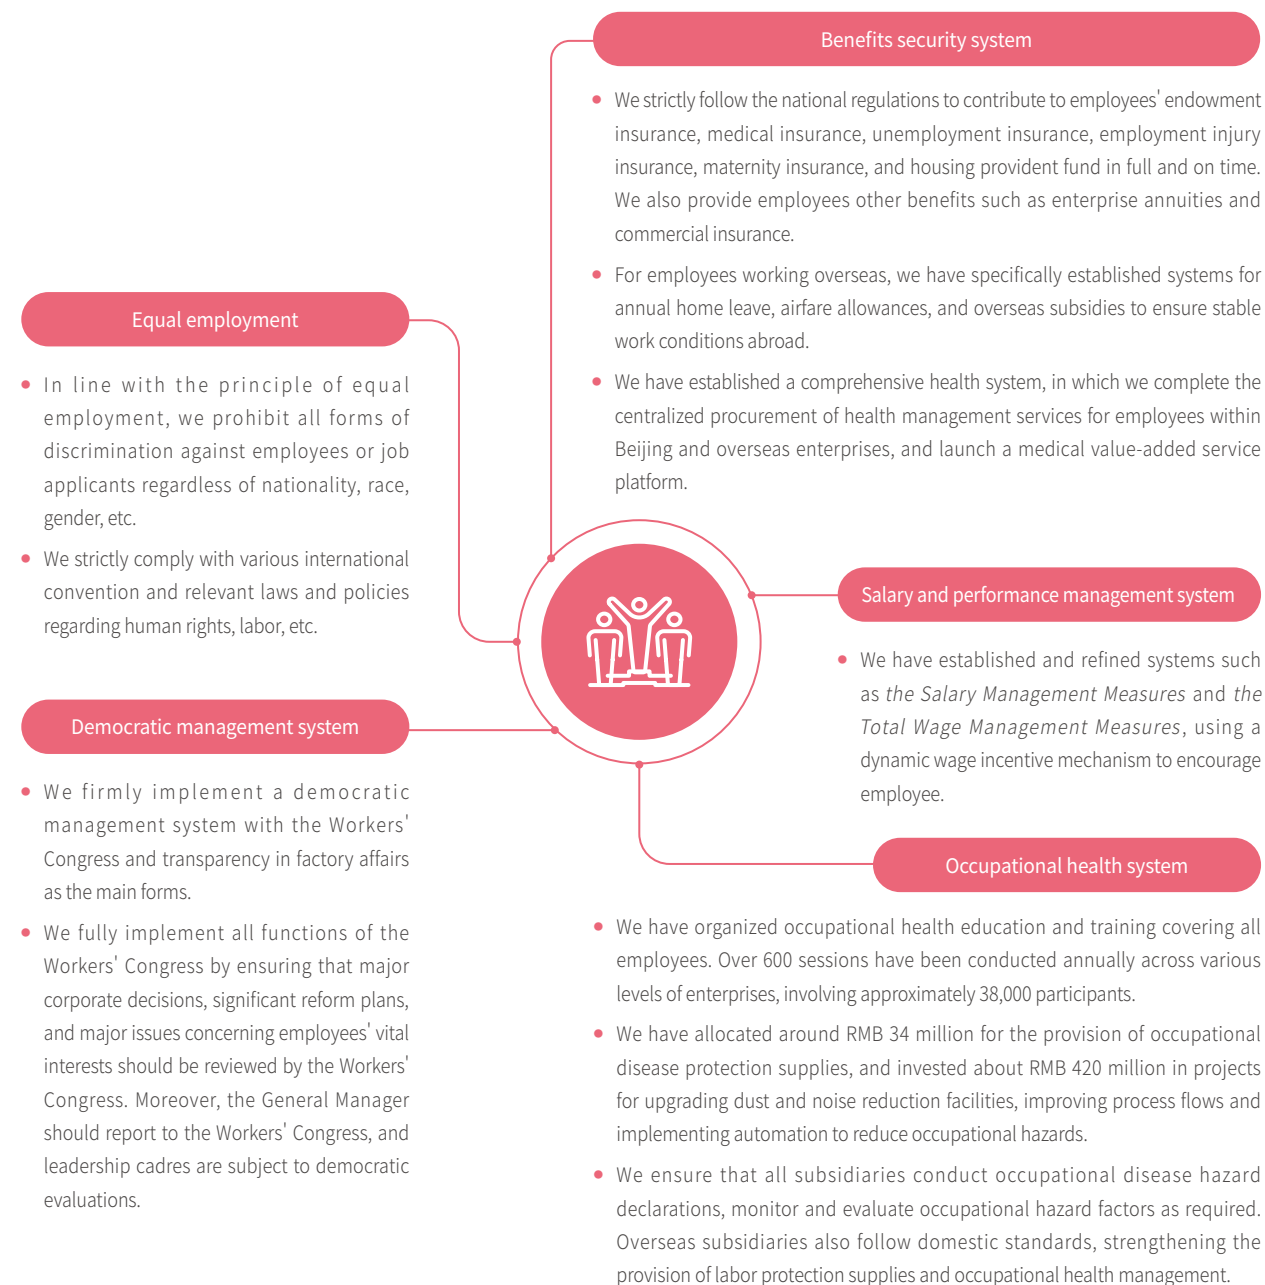 Benefits security system
We strictly follow the national regulations to contribute to employees' endowment
insurance, medical insurance, unemployment insurance, employment injury
insurance, maternity insurance, and housing provident fund in full and on time.
We also provide employees other benefits such as enterprise annuities and
commercial insurance.
For employees working overseas, we have specifically established systems for
annual home leave, airfare allowances, and overseas subsidies to ensure stable
work conditions abroad.
We have established a comprehensive health system, in which we complete the
centralized procurement of health management services for employees within
Beijing and overseas enterprises, and launch a medical value-added service
platform.
Equal employment
In line with the principle of equal
employment, we prohibit all forms of
discrimination against employees or job
applicants regardless of nationality, race,
gender, etc.
We strictly comply with various international
convention and relevant laws and policies
regarding human rights, labor, etc.
Salary and performance management system
We have established and refined systems such
as the Salary Management Measures and the
Total Wage Management Measures, using a
dynamic wage incentive mechanism to encourage
employee.
Democratic management system
We firmly implement a democratic
management system with the Workers'
Congress and transparency in factory affairs
as the main forms.
We fully implement all functions of the
Workers' Congress by ensuring that major
corporate decisions, significant reform plans,
and major issues concerning employees' vital
interests should be reviewed by the Workers'
Congress. Moreover, the General Manager
should report to the Workers' Congress, and
leadership cadres are subject to democratic
evaluations.
Occupational health system
We have organized occupational health education and training covering all
employees. Over 600 sessions have been conducted annually across various
levels of enterprises, involving approximately 38,000 participants.
We have allocated around RMB 34 million for the provision of occupational
disease protection supplies, and invested about RMB 420 million in projects
for upgrading dust and noise reduction facilities, improving process flows and
implementing automation to reduce occupational hazards.
We ensure that all subsidiaries conduct occupational disease hazard
declarations, monitor and evaluate occupational hazard factors as required.
Overseas subsidiaries also follow domestic standards, strengthening the
provision of labor protection supplies and occupational health management.